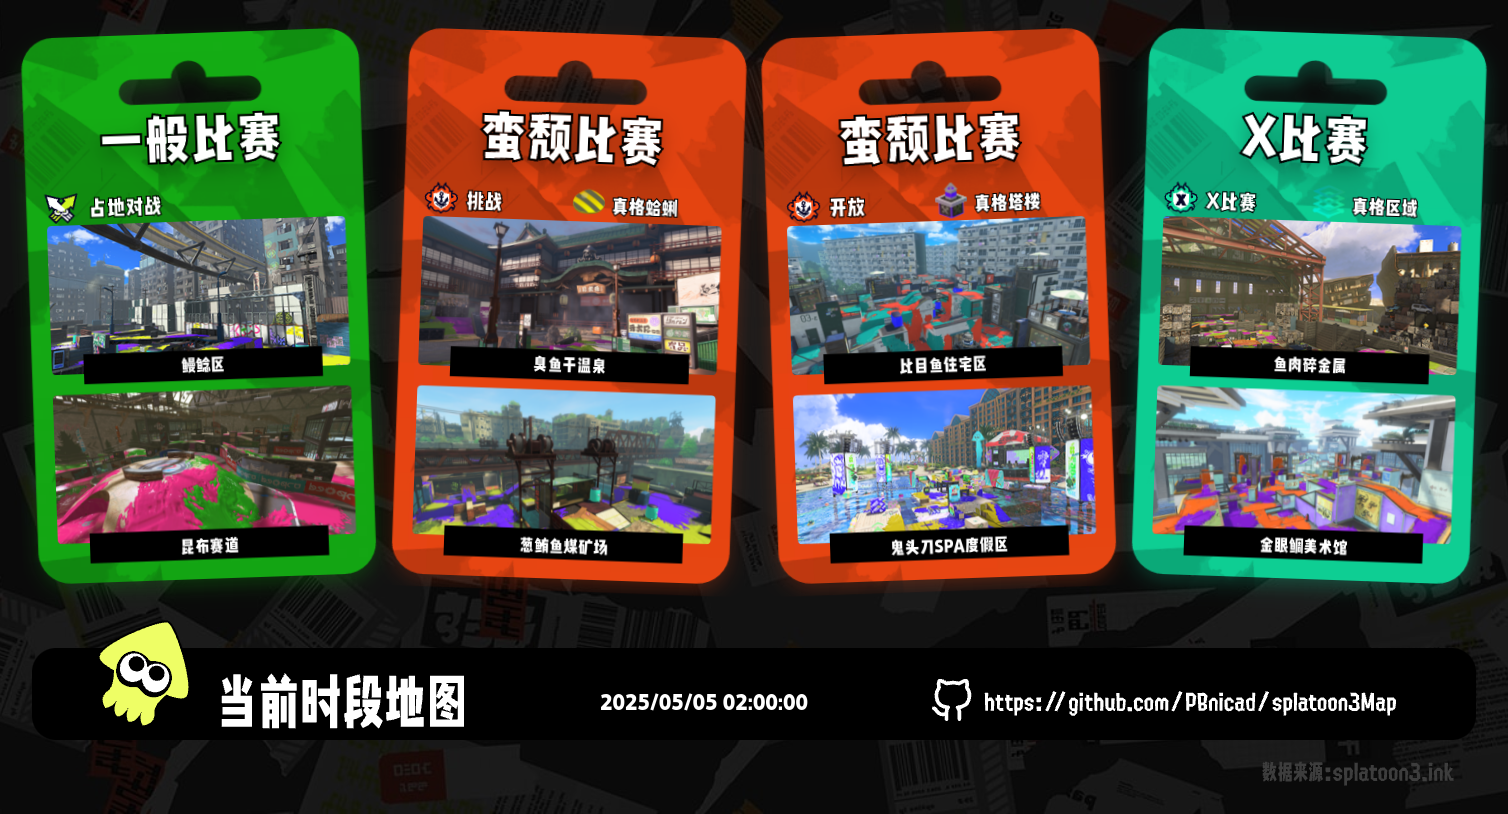 一般比赛
占地对战
鳗鲶区
昆布赛道
蛮颓比赛
挑战
真格蛤蜊
臭鱼干温泉
葱鲔鱼煤矿场
蛮颓比赛
开放
真格塔楼
比目鱼住宅区
鬼头刀SPA度假区
X比赛
X比赛
真格区域
鱼肉碎金属
金眼鲷美术馆
当前时段地图
2025/05/05 02:00:00
https://github.com/PBnicad/splatoon3Map
数据来源:splatoon3.ink